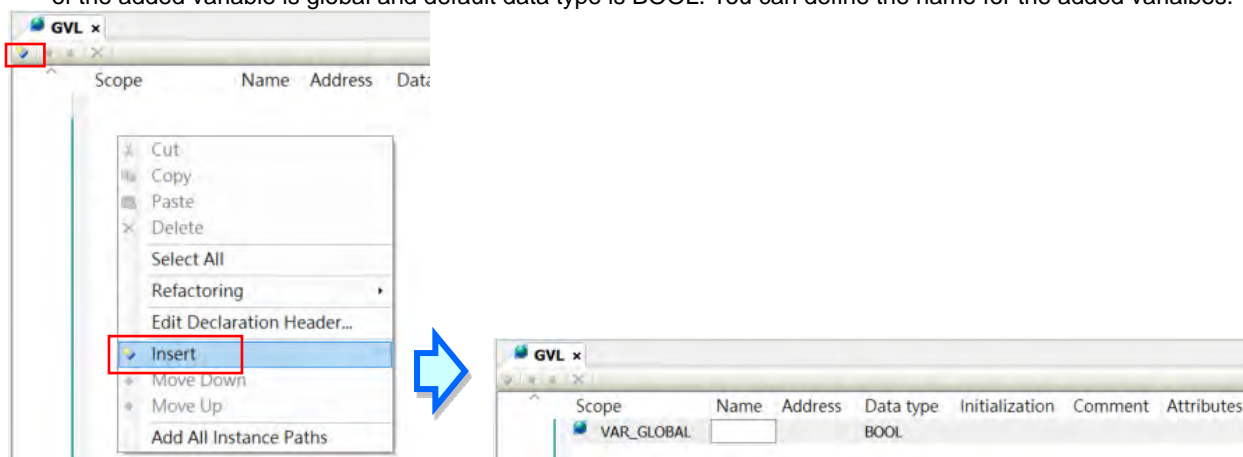 of the added variable is global and default data type is BOOL. You can define the name for the added varialbes.
GVL ×
Scope Name Address Data
Cut
Copy
Paste
Delete
Select All
Refactoring
Edit Declaration Header...
Insert
Move Down
Move Up
Add All Instance Paths
GVL ×
Scope Name Address Data type Initialization Comment Attributes
VAR_GLOBAL BOOL